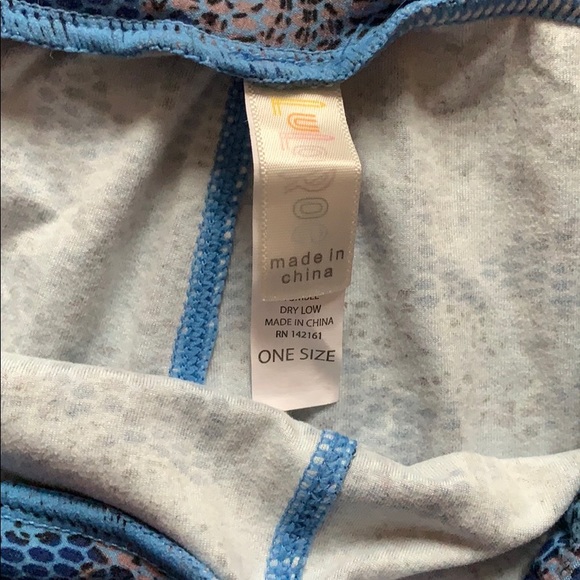 LuLaRoe
made in
china
DRY LOW
MADE IN CHINA
RN 142161
ONE SIZE